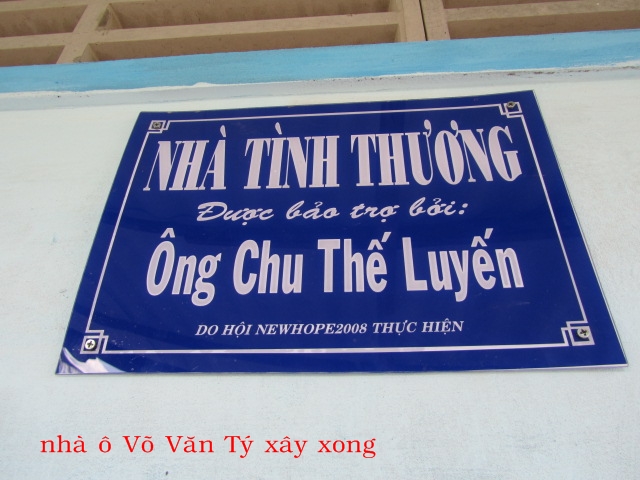 NHÀ TÌNH THƯƠNG
Được bảo trợ bởi:
Ông Chu Thế Luyến
DO HỘI NEWHOPE2008 THỰC HIỆN
nhà ô Võ Văn Tý xây xong